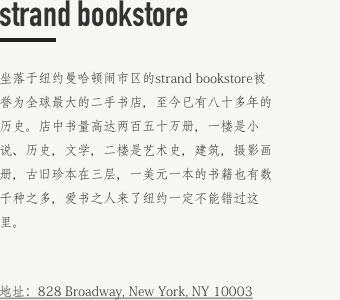 strand bookstore
坐落于纽约曼哈顿闹市区的strand bookstore被
誉为全球最大的二手书店，至今已有八十多年的
历史。店中书量高达两百五十万册，一楼是小
说、历史，文学，二楼是艺术史，建筑，摄影画
册，古旧珍本在三层，一美元一本的书籍也有数
千种之多，爱书之人来了纽约一定不能错过这
里。
地址：828 Broadway, New York, NY 10003